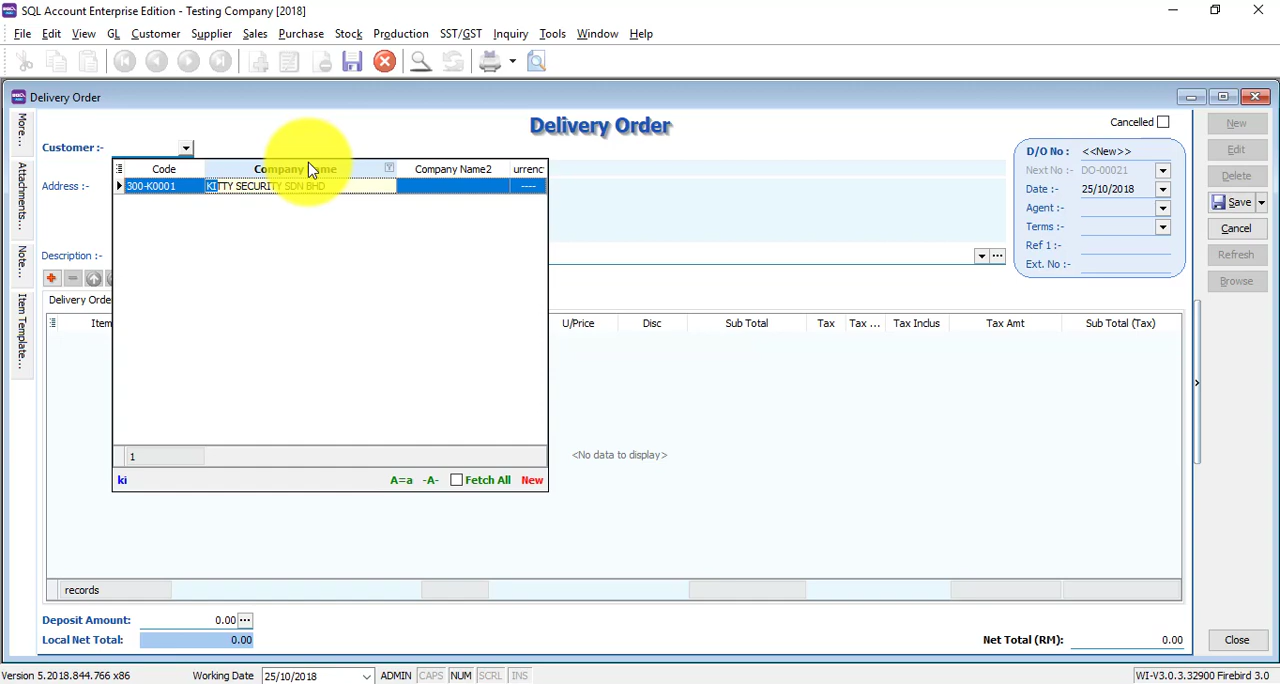 SQL Account Enterprise Edition - Testing Company [2018]
File Edit View GL Customer Supplier Sales Purchase Stock Production SST/GST Inquiry Tools Window Help
Delivery Order
More...
Attachments...
Note...
Item Template...
Delivery Order
Cancelled
Customer :-
Address :-
Description :-
Code Company me Company Name2 urrenc
300-K0001 KITTY SECURITY SDN BHD ----
1
ki A=a -A- Fetch All New
D/O No : <<New>>
Next No :- DO-00021
Date :- 25/10/2018
Agent :-
Terms :-
Ref 1 :-
Ext. No :-
New
Edit
Delete
Save
Cancel
Refresh
Browse
Delivery Orde
Item U/Price Disc Sub Total Tax Tax ... Tax Inclus Tax Amt Sub Total (Tax)
<No data to display>
records
Deposit Amount: 0.00
Local Net Total: 0.00
Net Total (RM): 0.00
Close
Version 5.2018.844.766 x86 Working Date 25/10/2018 ADMIN CAPS NUM SCRL INS WI-V3.0.3.32900 Firebird 3.0